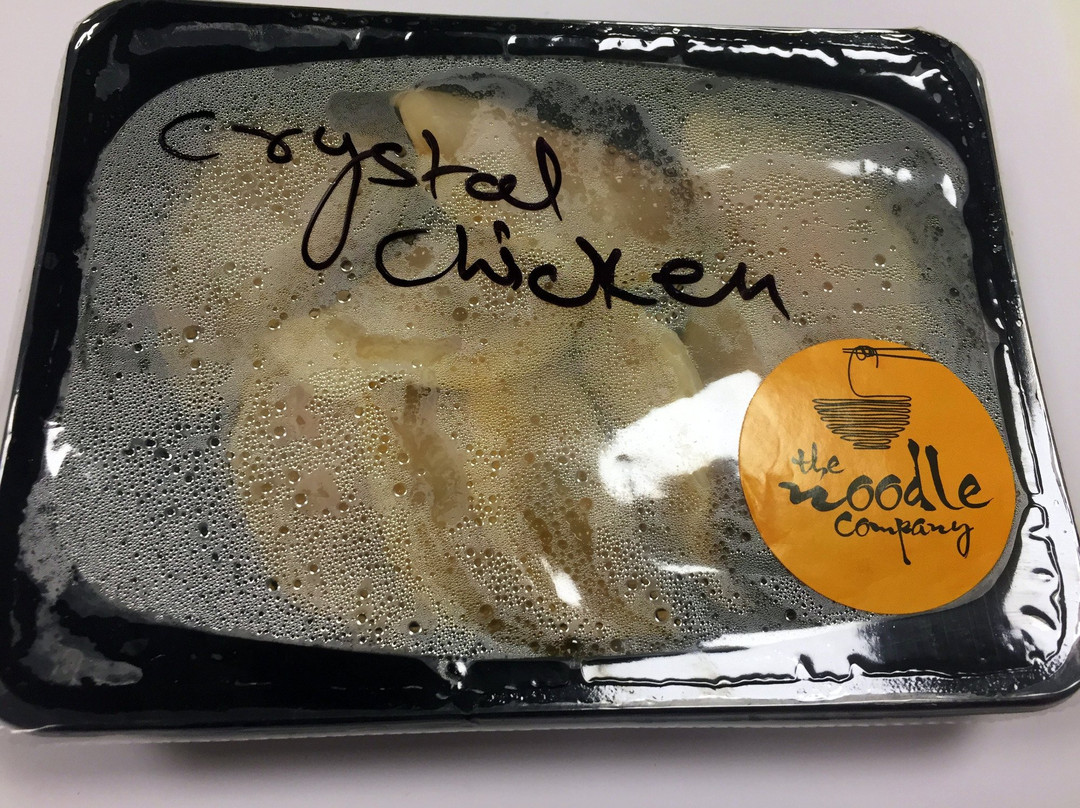 crystal
chicken
the
noodle
company